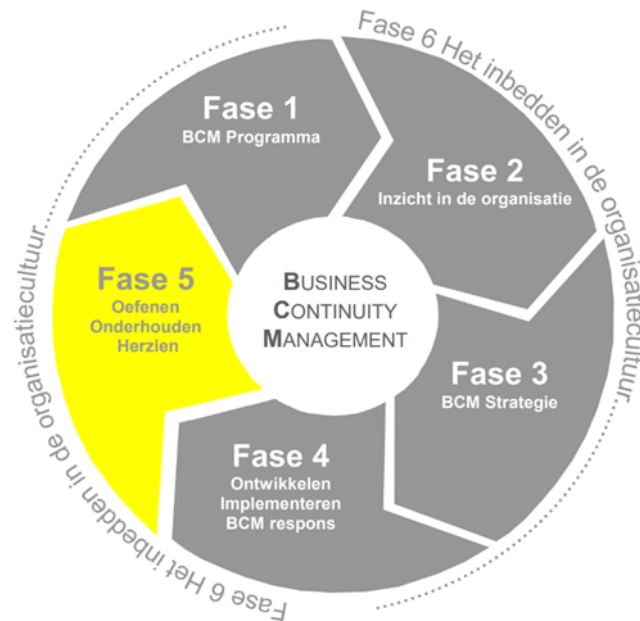 Fase 6 Het inbedden in de organisatiecultuur
Fase 1
BCM Programma
Fase 2
Inzicht in de organisatie
Fase 3
BCM Strategie
Fase 4
Ontwikkelen
Implementeren
BCM respons
Fase 5
Oefenen
Onderhouden
Herzien
BUSINESS
CONTINUITY
MANAGEMENT
Fase 6 Het inbedden in de organisatiecultuur